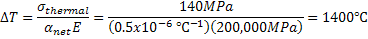 ΔT = σ_thermal / (α_net E) = 140MPa / ((0.5x10⁻⁶ °C⁻¹)(200,000MPa)) = 1400°C